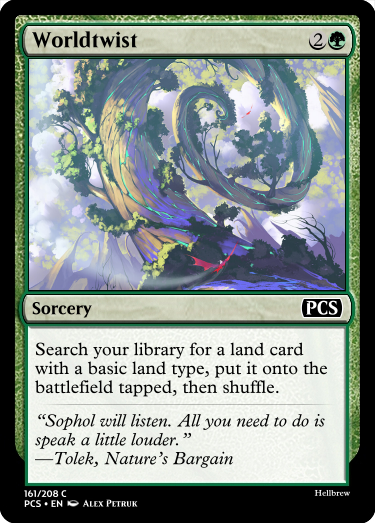 Worldtwist 2
Sorcery PCS
Search your library for a land card
with a basic land type, put it onto the
battlefield tapped, then shuffle.
“Sophol will listen. All you need to do is
speak a little louder.”
—Tolek, Nature's Bargain
161/208 C Hellbrew
PCS • EN Alex Petruk